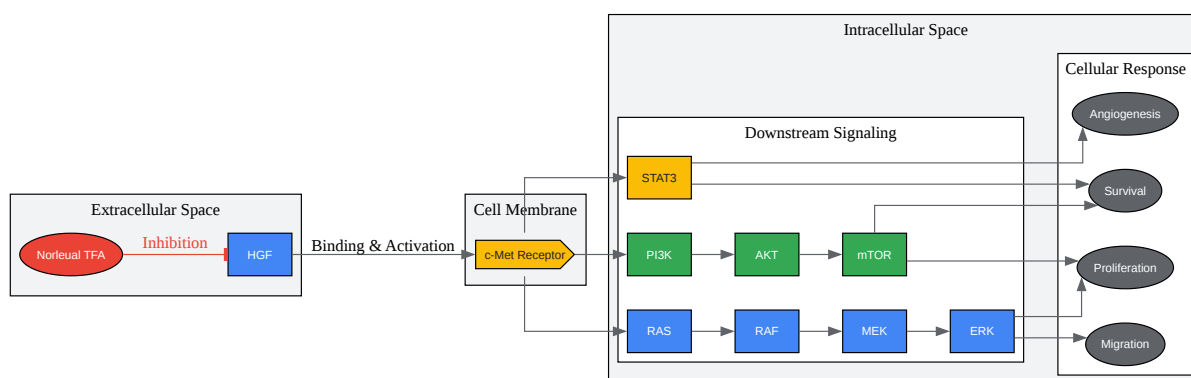 Intracellular Space
Cellular Response
Angiogenesis
Downstream Signaling
STAT3
Survival
Extracellular Space
Cell Membrane
Norleual TFA
Inhibition
HGF
Binding & Activation
c-Met Receptor
PI3K
AKT
mTOR
Proliferation
RAS
RAF
MEK
ERK
Migration